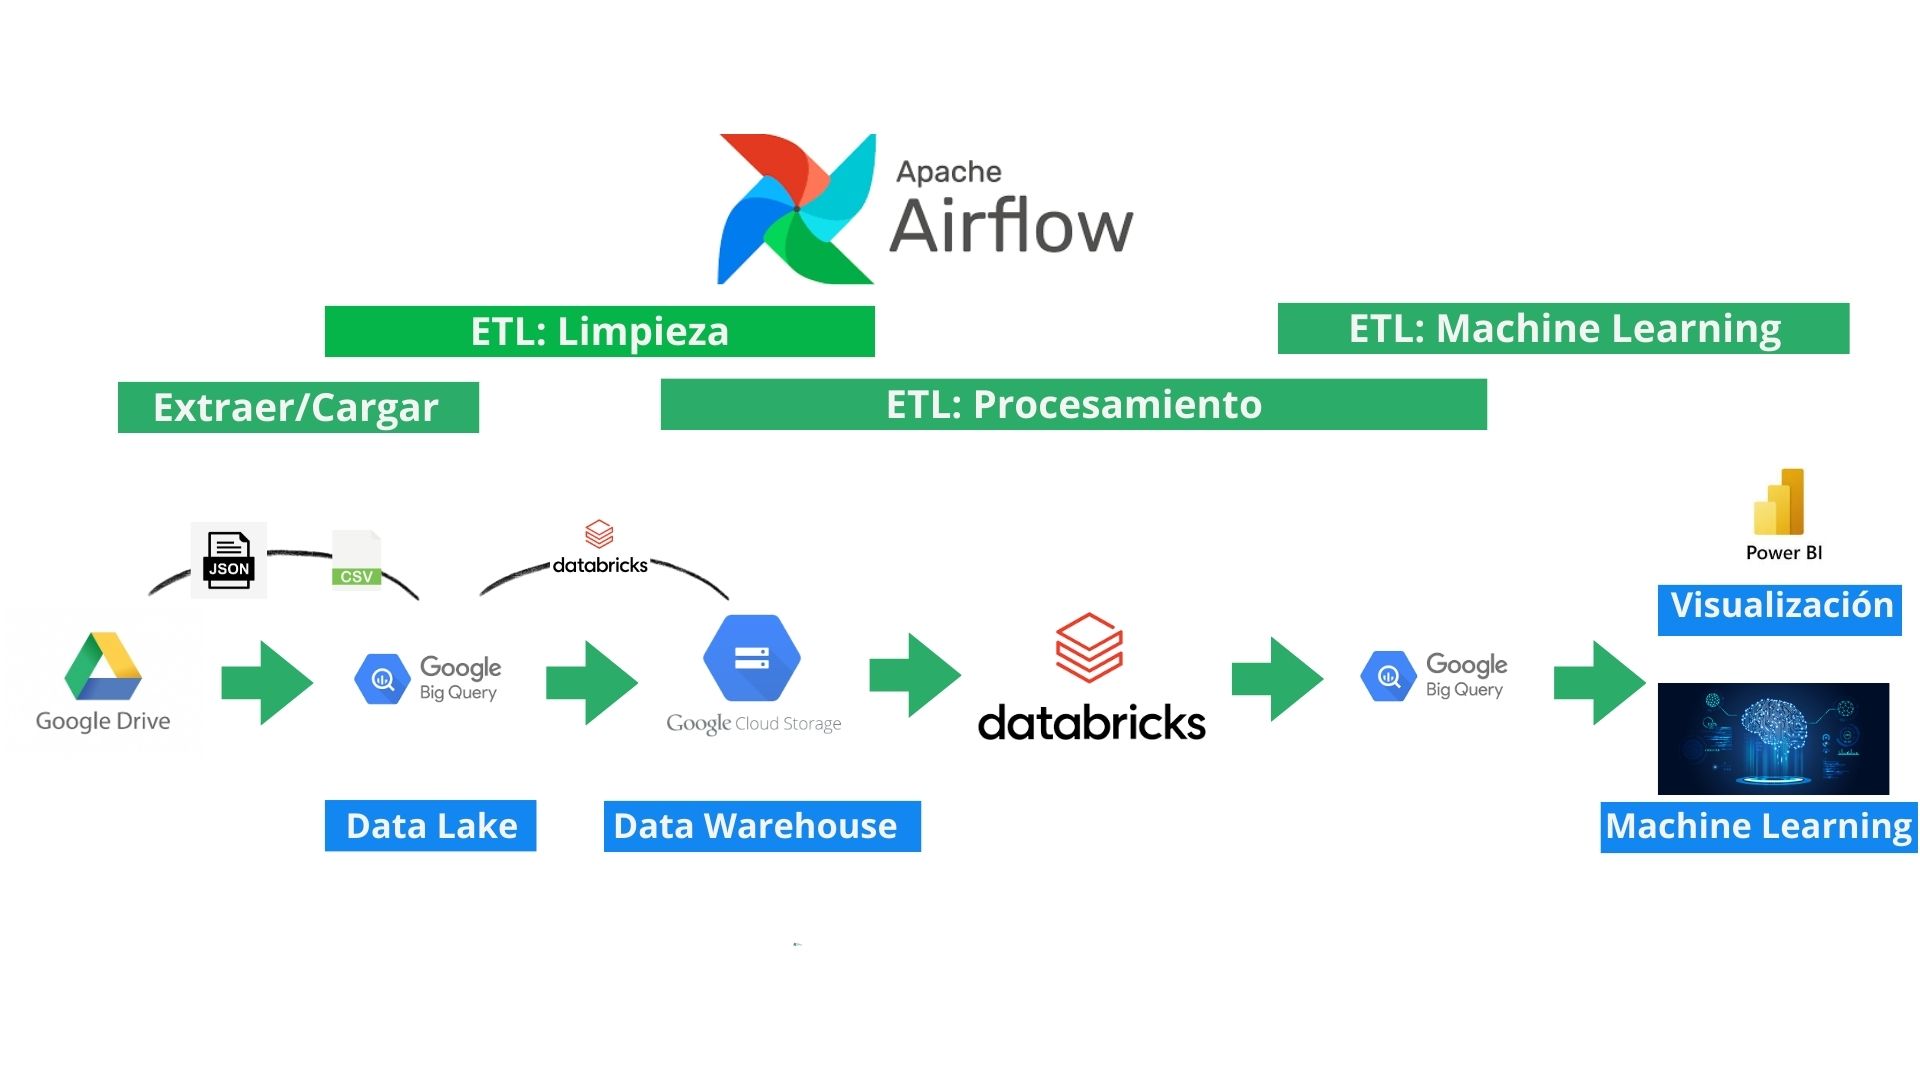 Apache
Airflow
ETL: Limpieza
ETL: Machine Learning
Extraer/Cargar
ETL: Procesamiento
JSON
CSV
databricks
Power BI
Visualización
Google Drive
Google
Big Query
Google Cloud Storage
databricks
Google
Big Query
Data Lake
Data Warehouse
Machine Learning